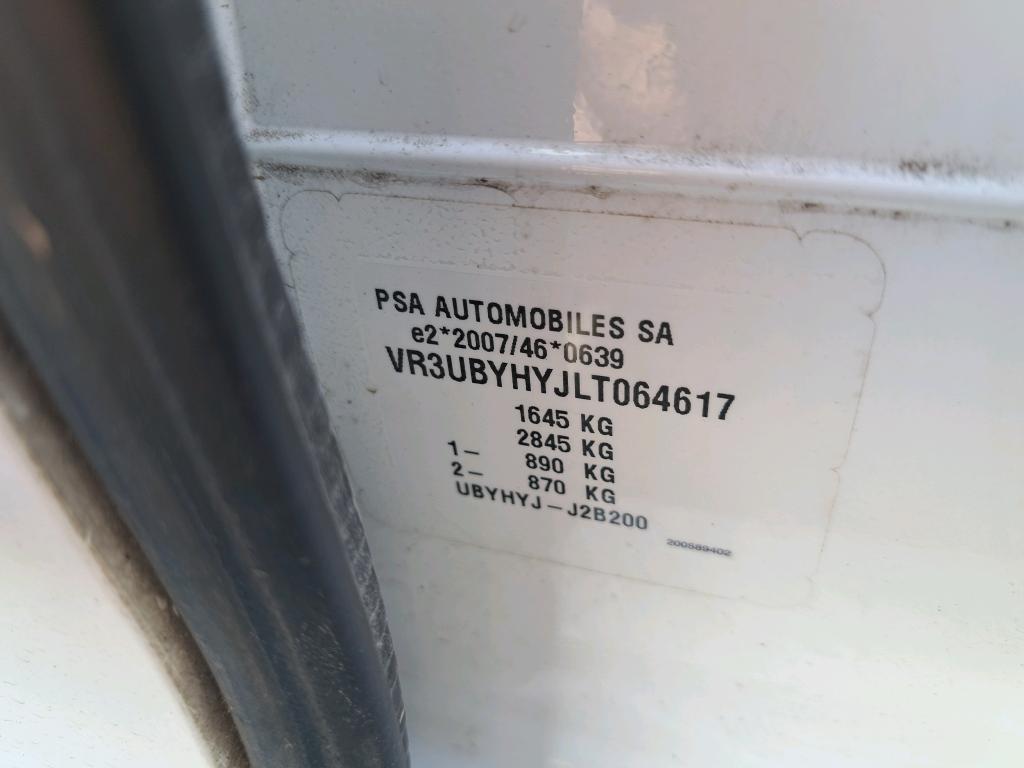 PSA AUTOMOBILES SA
e2*2007/46*0639
VR3UBYHYJLT064617
1645 KG
2845 KG
1– 890 KG
2– 870 KG
UBYHYJ–J2B200
200589402